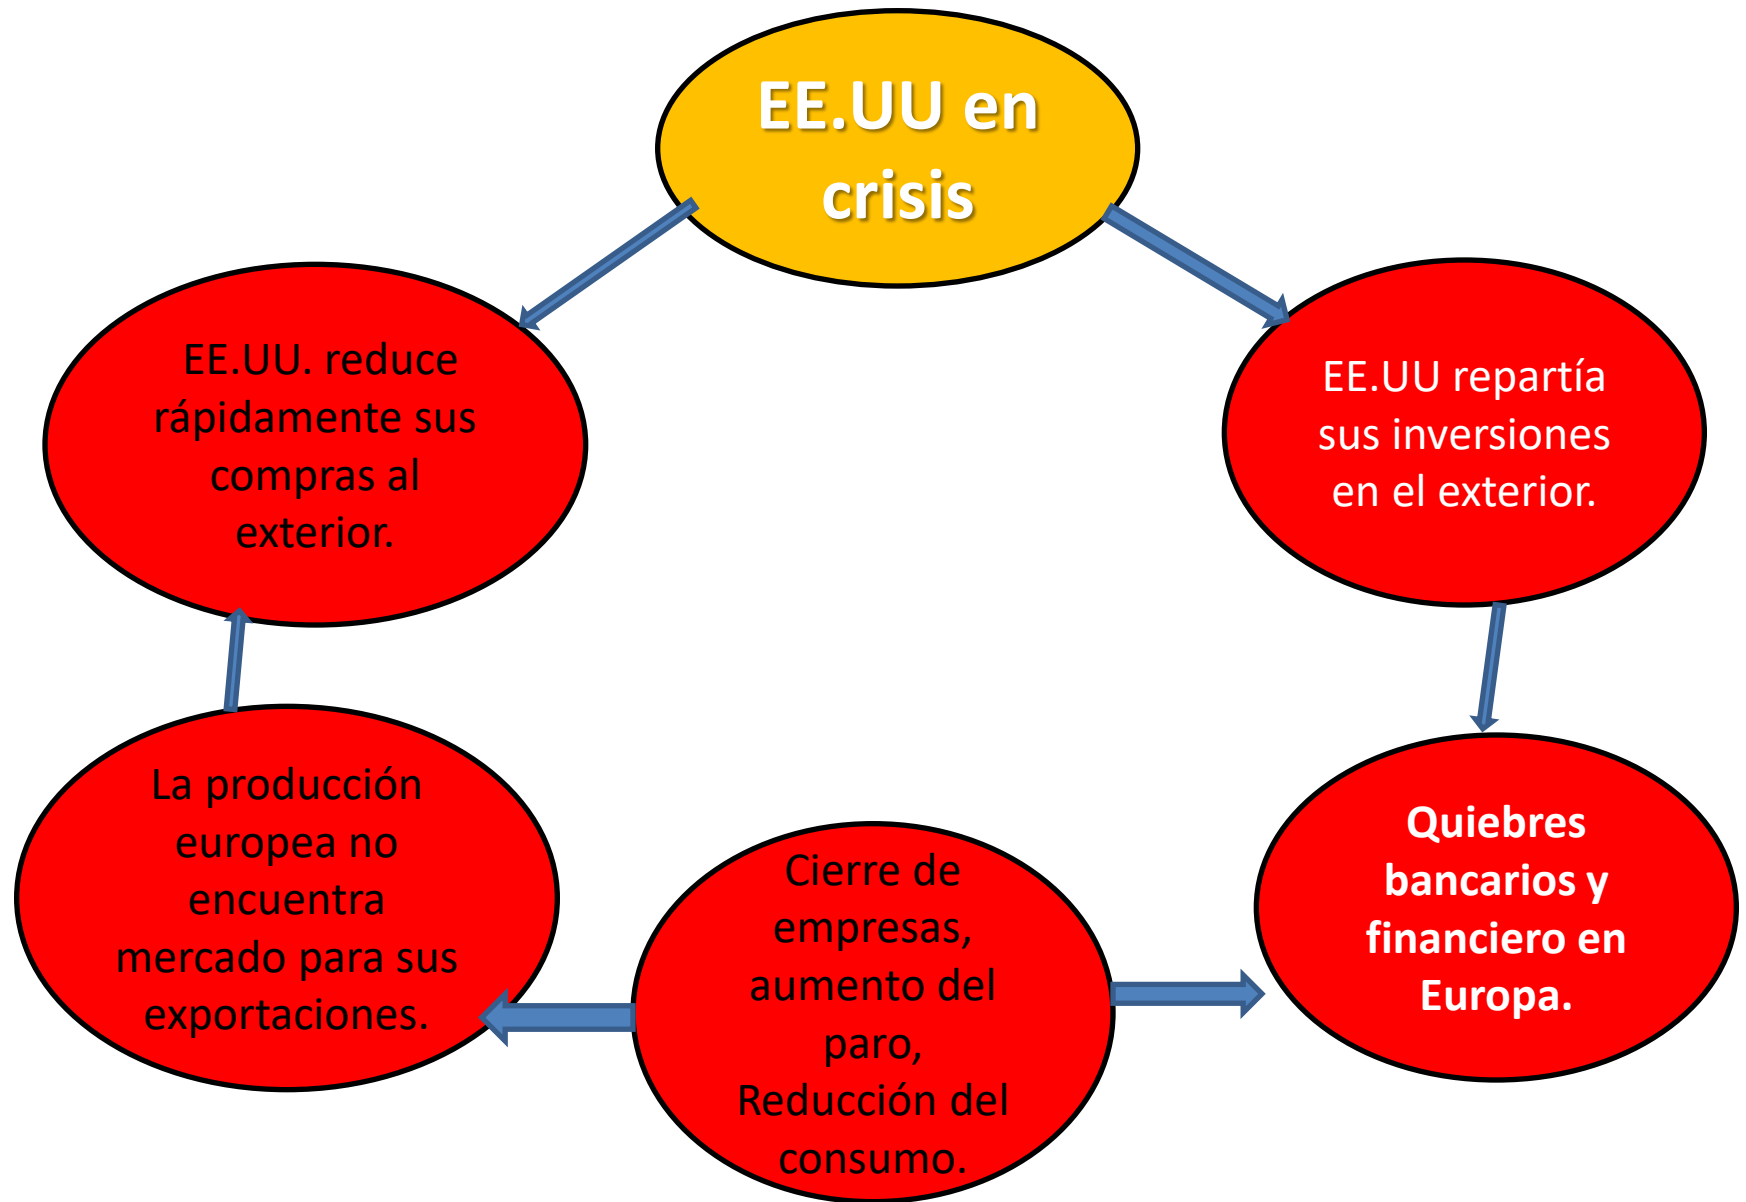 EE.UU en
crisis
EE.UU. reduce
rápidamente sus
compras al
exterior.
EE.UU repartía
sus inversiones
en el exterior.
La producción
europea no
encuentra
mercado para sus
exportaciones.
Cierre de
empresas,
aumento del
paro,
Reducción del
consumo.
Quiebres
bancarios y
financiero en
Europa.